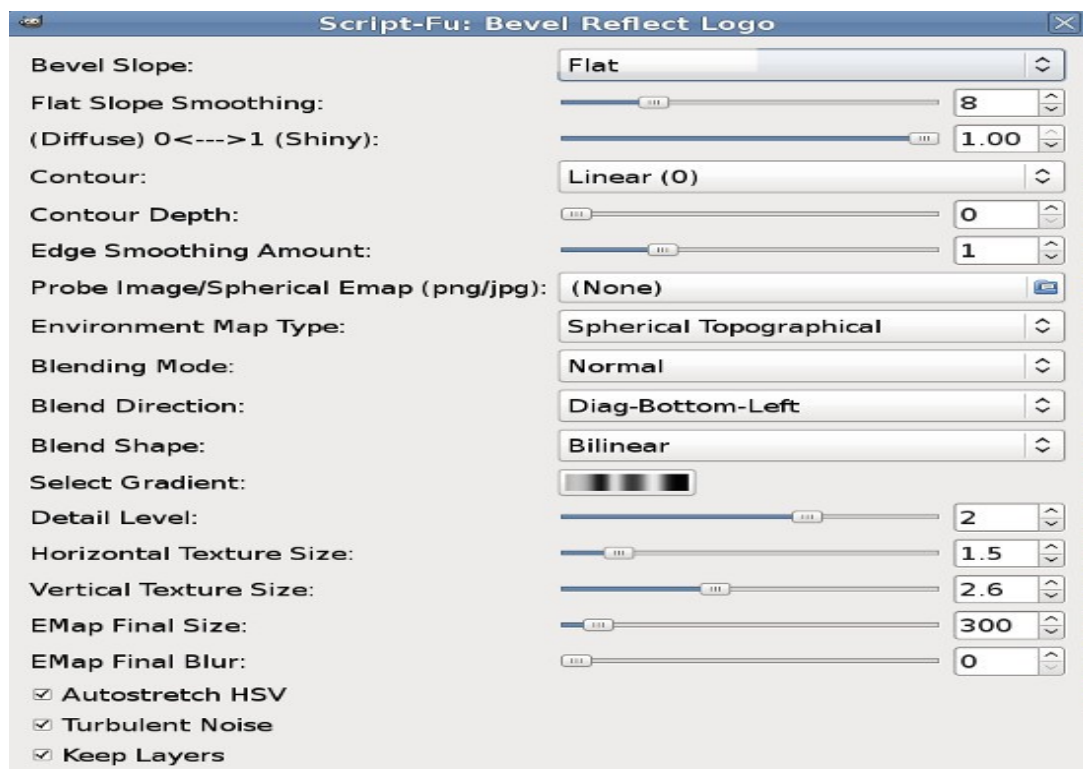 Script-Fu: Bevel Reflect Logo
Bevel Slope: Flat
Flat Slope Smoothing: 8
(Diffuse) 0<--->1 (Shiny): 1.00
Contour: Linear (0)
Contour Depth: 0
Edge Smoothing Amount: 1
Probe Image/Spherical Emap (png/jpg): (None)
Environment Map Type: Spherical Topographical
Blending Mode: Normal
Blend Direction: Diag-Bottom-Left
Blend Shape: Bilinear
Select Gradient:
Detail Level: 2
Horizontal Texture Size: 1.5
Vertical Texture Size: 2.6
EMap Final Size: 300
EMap Final Blur: 0
Autostretch HSV
Turbulent Noise
Keep Layers